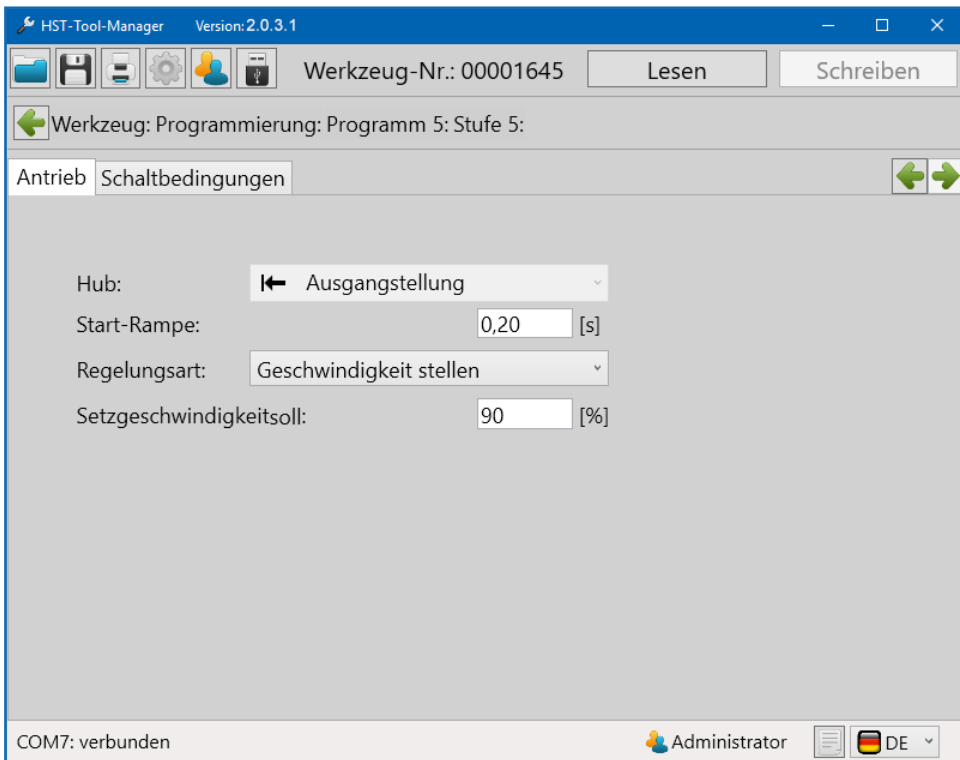 HST-Tool-Manager Version:2.0.3.1
Werkzeug-Nr.: 00001645 Lesen Schreiben
Werkzeug: Programmierung: Programm 5: Stufe 5:
Antrieb Schaltbedingungen
Hub: Ausgangstellung
Start-Rampe: 0,20 [s]
Regelungsart: Geschwindigkeit stellen
Setzgeschwindigkeitsoll: 90 [%]
COM7: verbunden Administrator DE